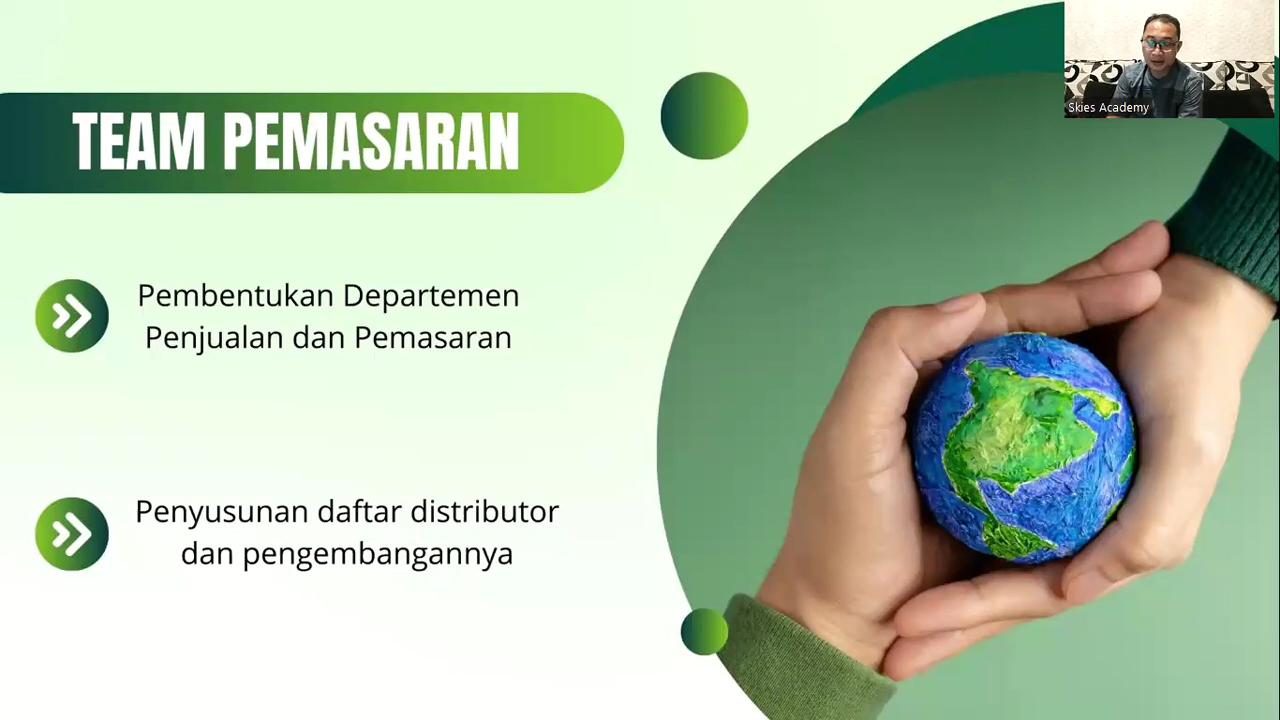 TEAM PEMASARAN
Pembentukan Departemen
Penjualan dan Pemasaran
Penyusunan daftar distributor
dan pengembangannya
Skies Academy